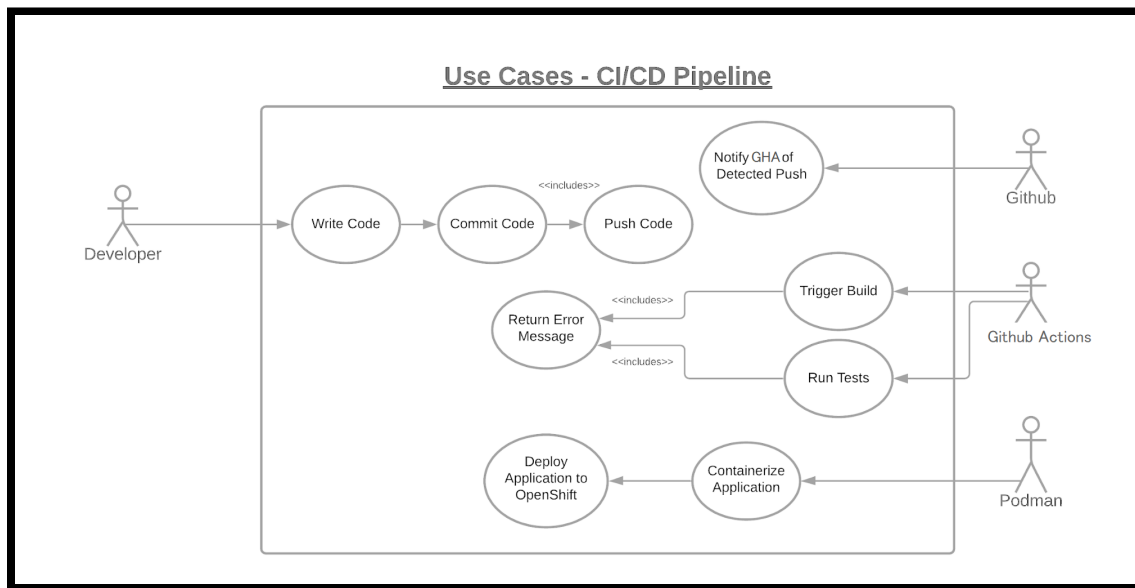 Use Cases - CI/CD Pipeline
Notify GHA of
Detected Push
Github
<<includes>>
Write Code
Commit Code
Push Code
Developer
Trigger Build
<<includes>>
Return Error
Message
Github Actions
<<includes>>
Run Tests
Deploy
Application to
OpenShift
Containerize
Application
Podman